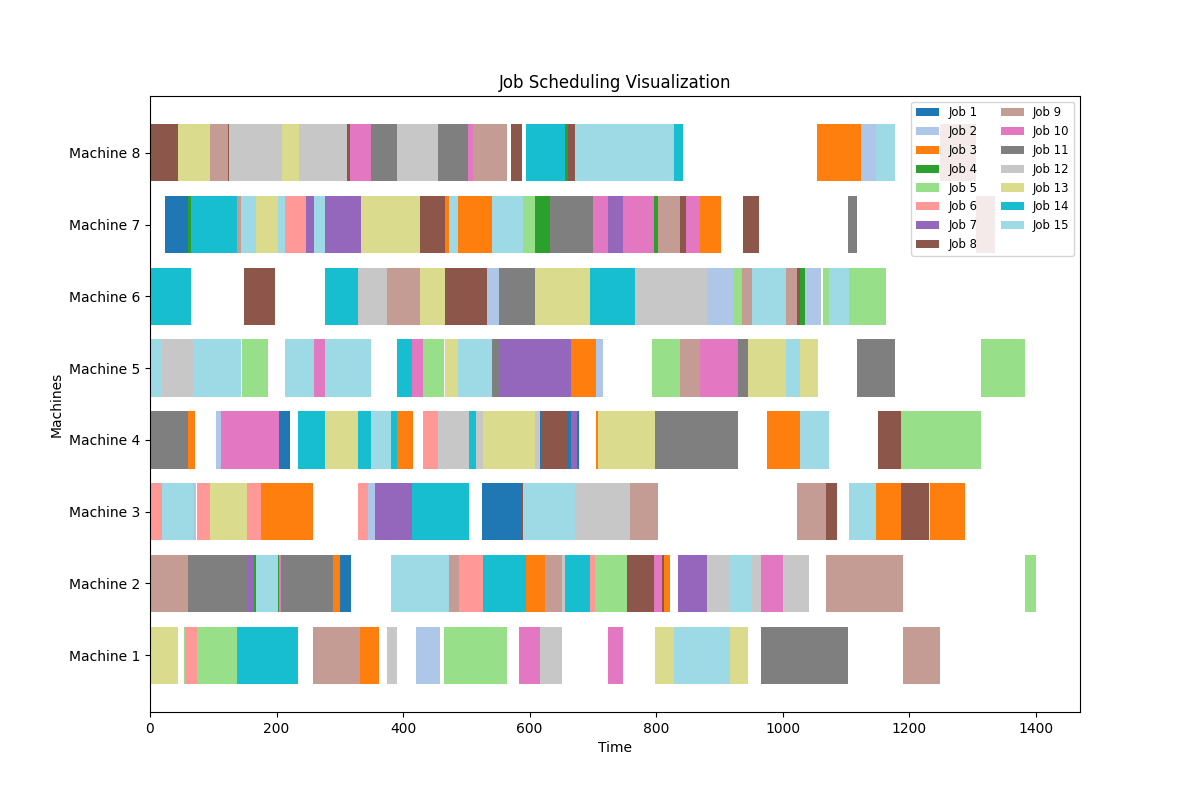 Job Scheduling Visualization
Machines
Machine 8
Machine 7
Machine 6
Machine 5
Machine 4
Machine 3
Machine 2
Machine 1
Job 1
Job 2
Job 3
Job 4
Job 5
Job 6
Job 7
Job 8
Job 9
Job 10
Job 11
Job 12
Job 13
Job 14
Job 15
0 200 400 600 800 1000 1200 1400
Time